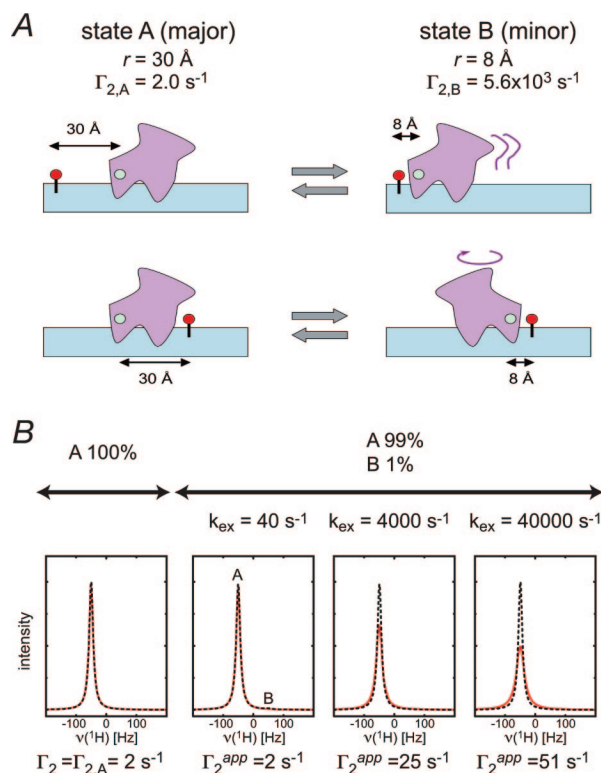 A
state A (major)
r = 30 Å
Γ2,A = 2.0 s⁻¹
state B (minor)
r = 8 Å
Γ2,B = 5.6x10³ s⁻¹
30 Å
8 Å
30 Å
8 Å
B
A 100%
A 99%
B 1%
kex = 40 s⁻¹
kex = 4000 s⁻¹
kex = 40000 s⁻¹
intensity
A
B
-100 0 100
ν(¹H) [Hz]
-100 0 100
ν(¹H) [Hz]
-100 0 100
ν(¹H) [Hz]
-100 0 100
ν(¹H) [Hz]
Γ2 =Γ2,A= 2 s⁻¹
Γ2ᵃᵖᵖ=2 s⁻¹
Γ2ᵃᵖᵖ=25 s⁻¹
Γ2ᵃᵖᵖ=51 s⁻¹